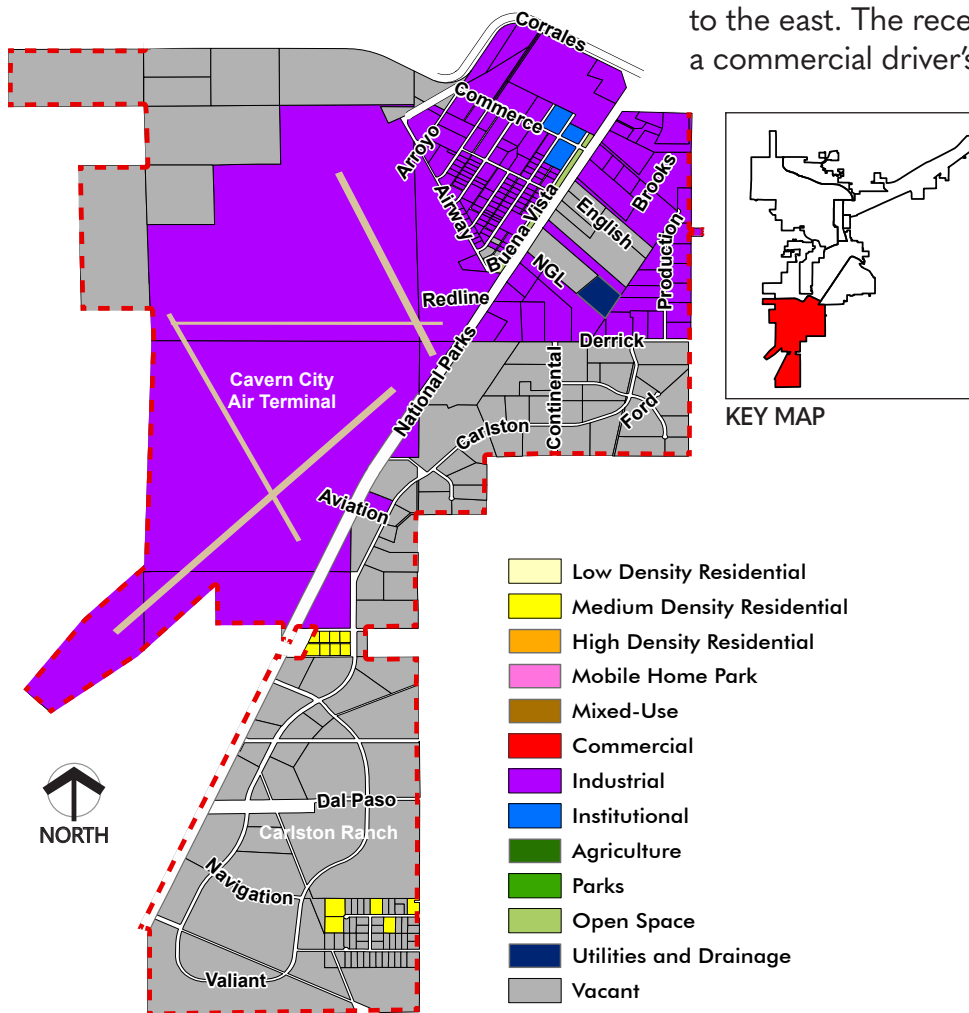 to the east. The rece
a commercial driver's
Corrales
Commerce
Arroyo
Airway
Buena-Vista
English
Brooks
NGL
Production
Redline
Derrick
National Parks
Continental
Ford
Carlston
Cavern City
Air Terminal
Aviation
KEY MAP
Low Density Residential
Medium Density Residential
High Density Residential
Mobile Home Park
Mixed-Use
Commercial
Industrial
Institutional
Agriculture
Parks
Open Space
Utilities and Drainage
Vacant
NORTH
Dal Paso
Carlston Ranch
Navigation
Valiant